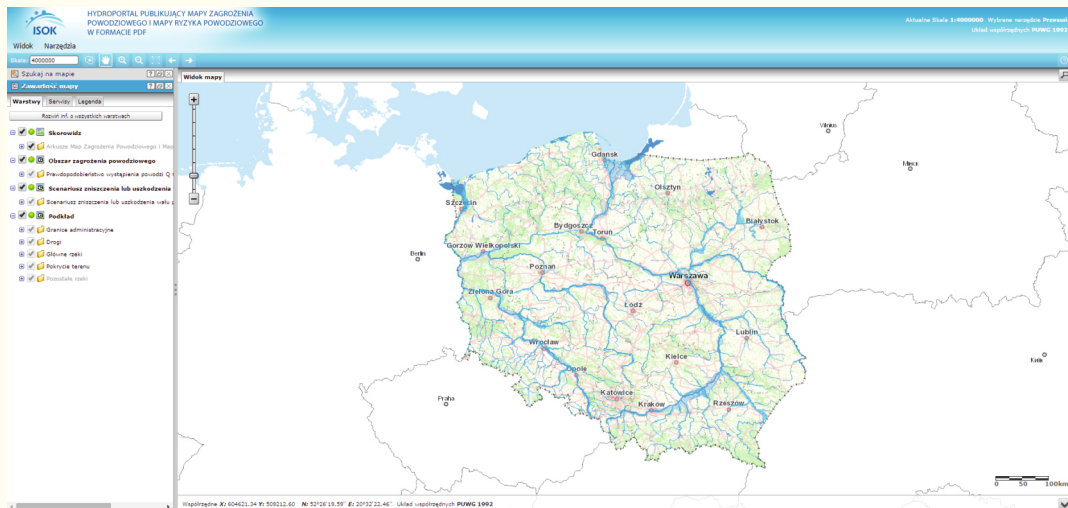 HYDROPORTAL PUBLIKUJĄCY MAPY ZAGROŻENIA
POWODZIOWEGO I MAPY RYZYKA POWODZIOWEGO
W FORMACIE PDF
ISOK
Aktualna Skala 1:4000000 Wybrane narzędzie
Układ współrzędnych PUWG 1992
Widok Narzędzia
Skala: 4000000
Szukaj na mapie
Zawartość mapy
Widok mapy
Warstwy Serwisy Legenda
Rozwiń inf. o wszystkich warstwach
Skorowidz
Arkusze Map Zagrożenia Powodziowego i Map
Obszar zagrożenia powodziowego
Prawdopodobieństwo wystąpienia powodzi Q
Scenariusz zniszczenia lub uszkodzenia
Scenariusz zniszczenia lub uszkodzenia wału p
Podkład
Granice administracyjne
Drogi
Główne rzeki
Pokrycie terenu
Pozostałe rzeki
Vilnius
Gdańsk
Olsztyn
Szczecin
Białystok
Bydgoszcz
Toruń
Gorzów Wielkopolski
Berlin
Poznań
Warszawa
Zielona Góra
Łódź
Lublin
Wrocław
Kielce
Opole
Katowice
Praha
Kraków
Rzeszów
0 50 100km
Współrzędne X: 604621.34 Y: 509212.60 N: 52°26'19.59" E: 20°32'22.46" Układ współrzędnych PUWG 1992